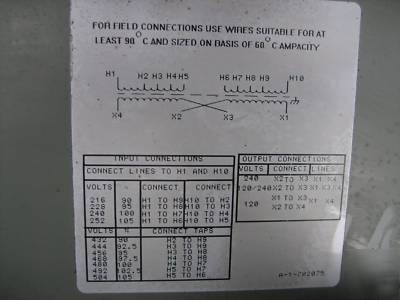 FOR FIELD CONNECTIONS USE WIRES SUITABLE FOR AT
LEAST 90°C AND SIZED ON BASIS OF 60°C AMPACITY
H1 H2 H3 H4 H5 H6 H7 H8 H9 H10
X4 X2 X3 X1
INPUT CONNECTIONS
CONNECT LINES TO H1 AND H10
VOLTS % CONNECT CONNECT
216 90 H1 TO H9 H10 TO H2
228 95 H1 TO H8 H10 TO H3
240 100 H1 TO H7 H10 TO H4
252 105 H1 TO H6 H10 TO H5
VOLTS % CONNECT TAPS
432 90 H2 TO H9
444 92.5 H3 TO H9
456 95 H3 TO H8
468 97.5 H4 TO H8
480 100 H4 TO H7
492 102.5 H5 TO H7
504 105 H5 TO H6
OUTPUT CONNECTIONS
VOLTS CONNECT LINES
240 X2 TO X3 X1 X4
120/240 X2 TO X3 X1 X3 X4
120 X1 TO X3 X1 X4
X2 TO X4
A-1-202075